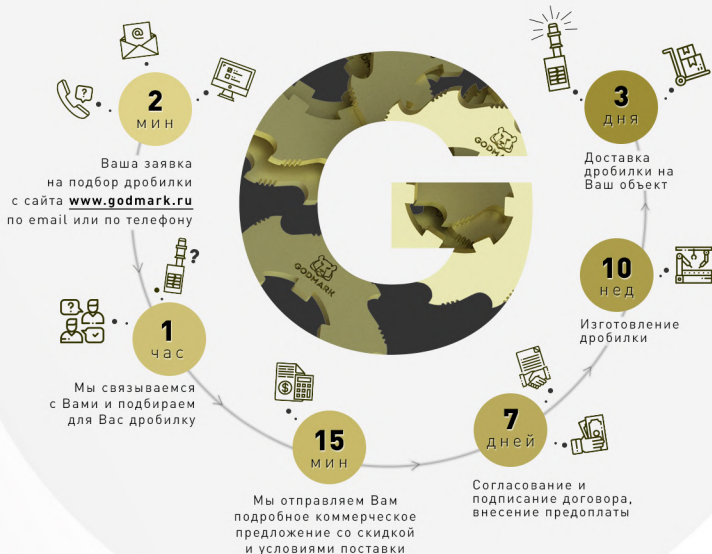 2
мин
Ваша заявка
на подбор дробилки
с сайта www.godmark.ru
по email или по телефону
1
час
Мы связываемся
с Вами и подбираем
для Вас дробилку
15
мин
Мы отправляем Вам
подробное коммерческое
предложение со скидкой
и условиями поставки
7
дней
Согласование и
подписание договора,
внесение предоплаты
10
нед
Изготовление
дробилки
3
дня
Доставка
дробилки на
Ваш объект
G
GODMARK
GODMARK